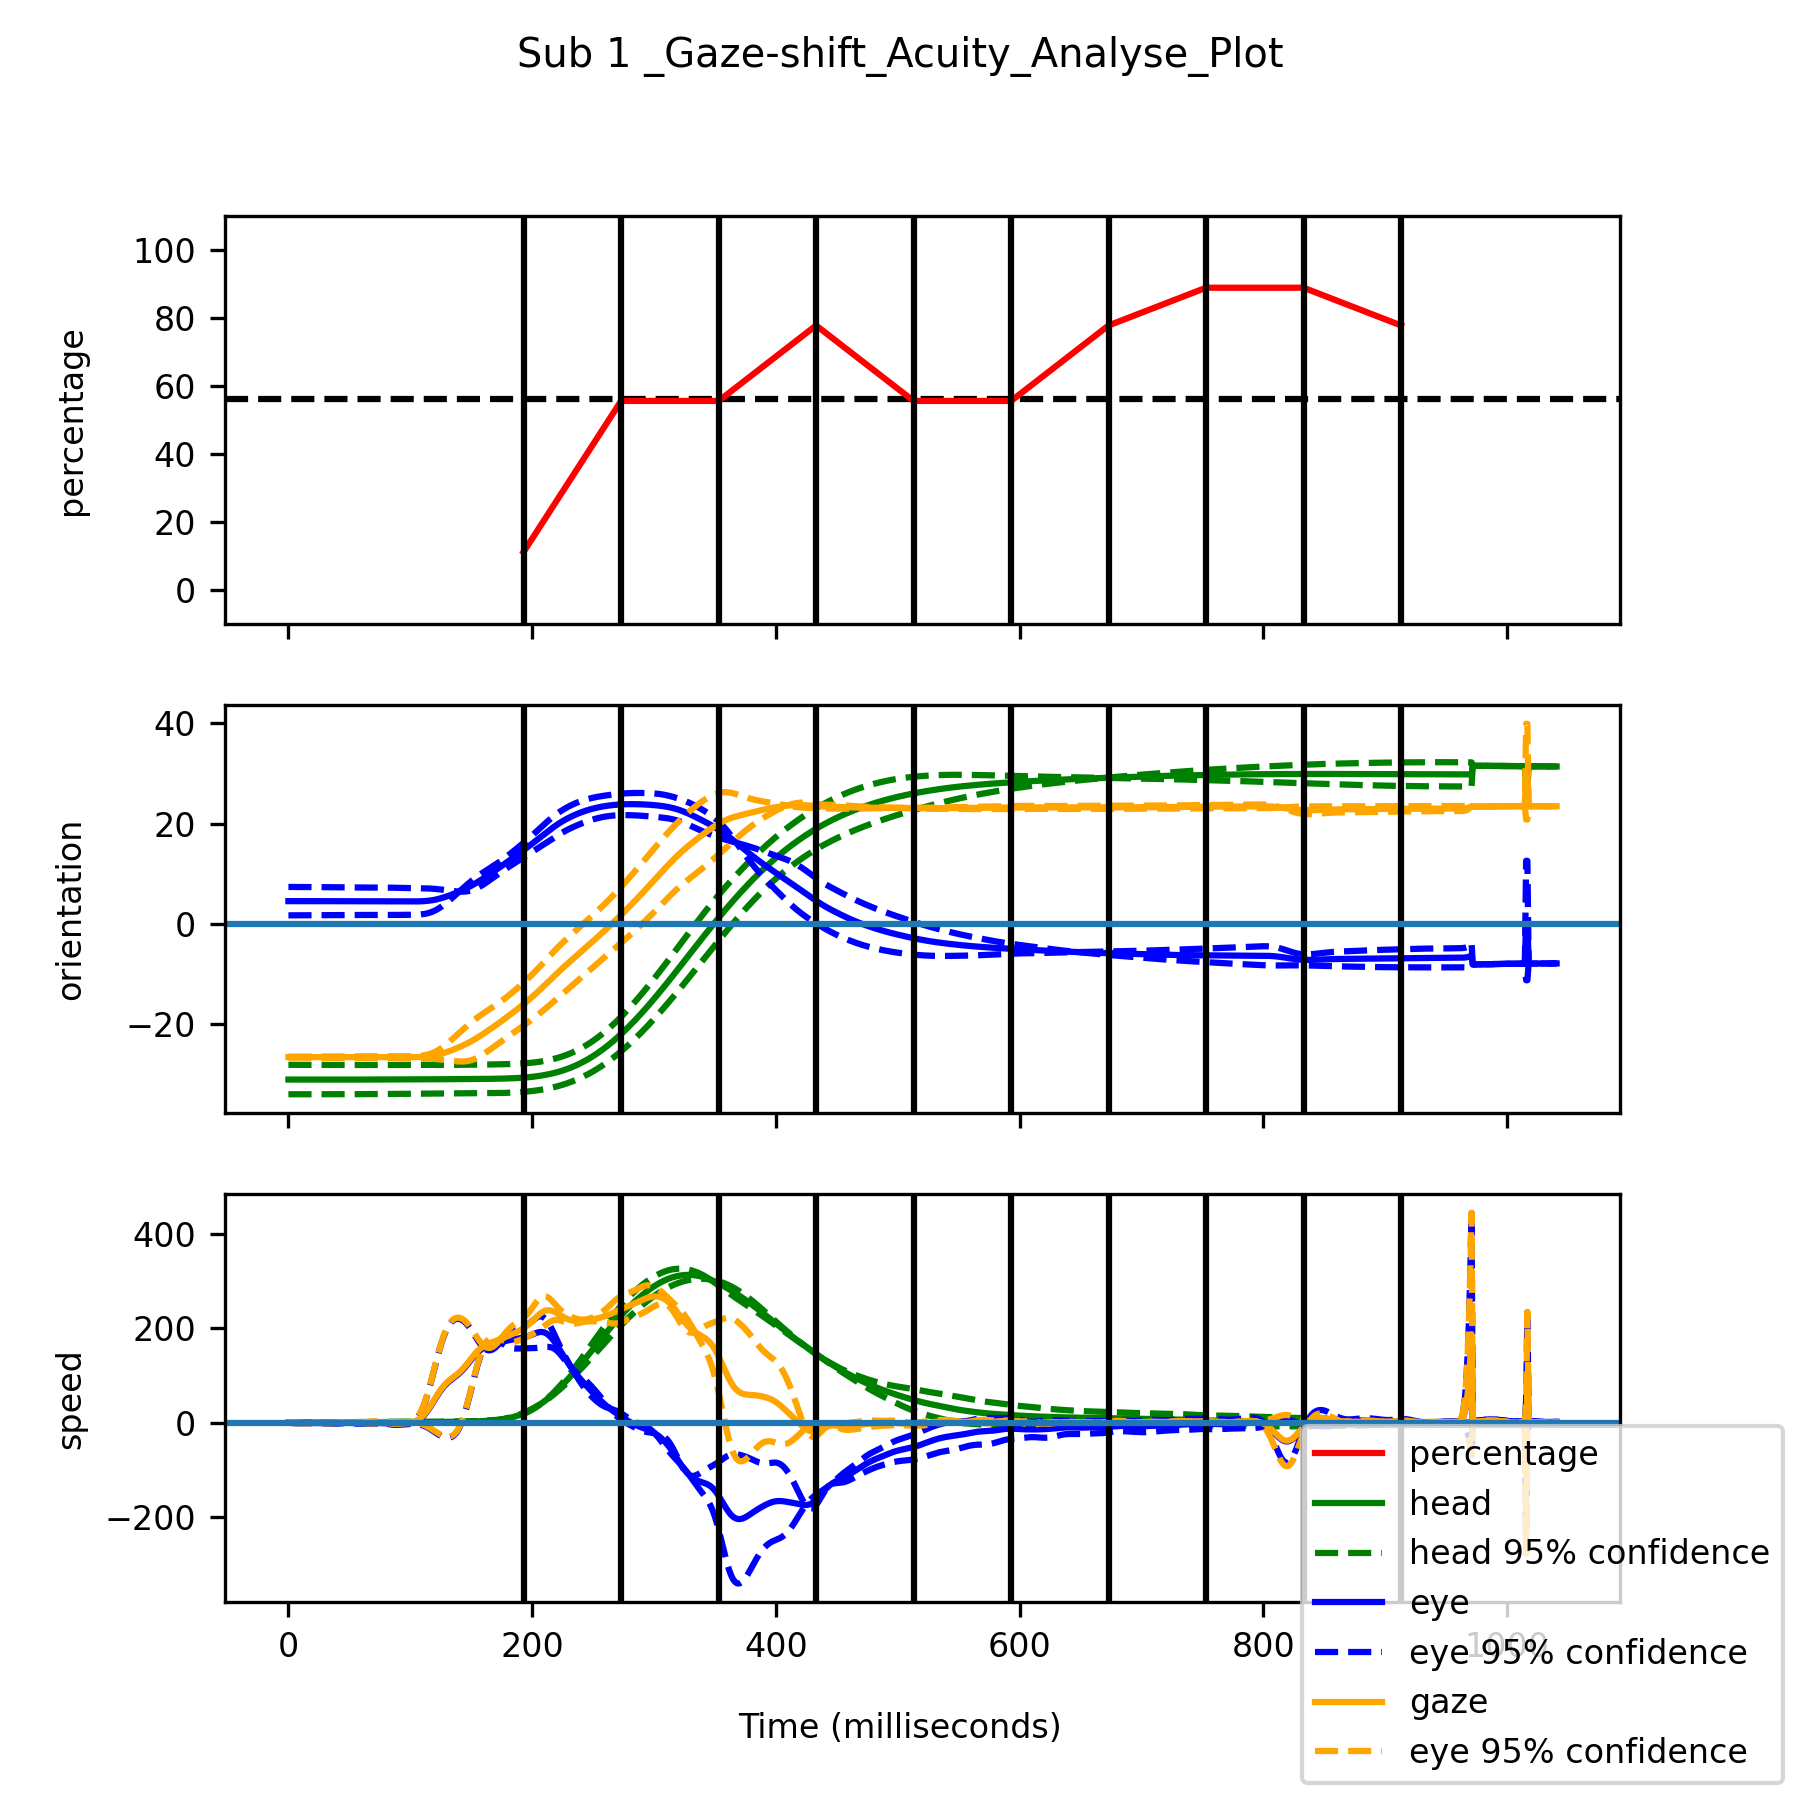 Sub 1 _Gaze-shift_Acuity_Analyse_Plot
100
80
60
40
20
0
percentage
40
20
0
−20
orientation
400
200
0
−200
speed
0
200
400
600
800
1000
Time (milliseconds)
percentage
head
head 95% confidence
eye
eye 95% confidence
gaze
eye 95% confidence